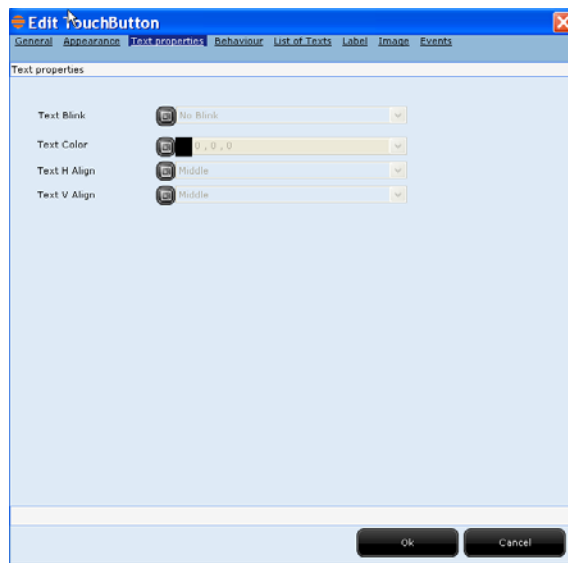 Edit TouchButton
General Appearance Text properties Behaviour List of Texts Label Image Events
Text properties
Text Blink No Blink
Text Color 0 , 0 , 0
Text H Align Middle
Text V Align Middle
Ok Cancel